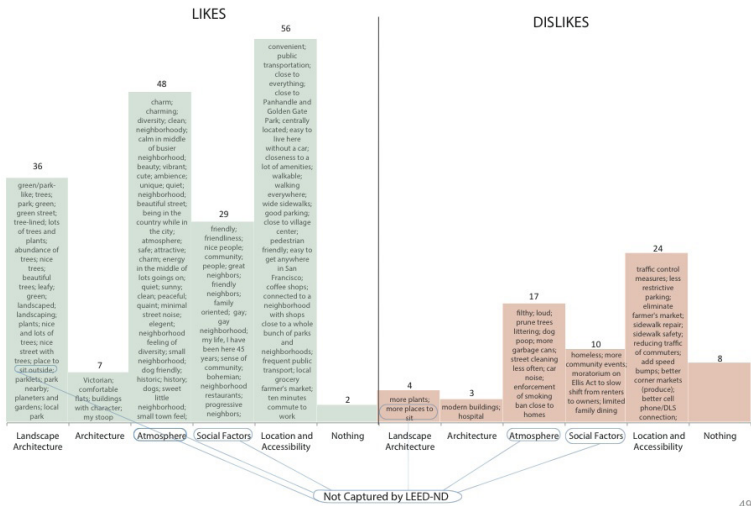 LIKES
DISLIKES
36
green/park-
like; trees;
park; green;
green street;
tree-lined; lots
of trees and
plants;
abundance of
trees; nice
trees;
beautiful
trees; leafy;
green;
landscaped;
landscaping;
plants; nice
and lots of
trees; nice
street with
trees; place to
sit outside;
parklets; park
nearby,
planeters and
gardens; local
park
7
Victorian;
comfortable
flats; buildings
with character;
my stoop
48
charm;
charming;
diversity; clean;
neighborhoody;
calm in middle
of busier
neighborhood;
beauty; vibrant;
cute; ambience;
unique; quiet;
neighborhood;
beautiful street;
being in the
country while in
the city;
atmosphere;
safe; attractive;
charm; energy
in the middle of
lots goings on;
quiet; sunny;
clean; peaceful;
quaint; minimal
street noise;
elegent;
neighborhood
feeling of
diversity; small
neighborhood;
dog friendly;
historic; history;
dogs; sweet
little
neighborhood;
small town feel;
29
friendly;
friendliness;
nice people;
community;
people; great
neighbors;
friendly
neighbors;
family
oriented; gay;
gay
neighborhood;
my life, I have
been here 45
years; sense of
community;
bohemian;
neighborhood
restaurants;
progressive
neighbors;
56
convenient;
public
transportation;
close to
everything;
close to
Panhandle and
Golden Gate
Park; centrally
located; easy to
live here
without a car;
closeness to a
lot of amenities;
walkable;
walking
everywhere;
wide sidewalks;
good parking;
close to village
center;
pedestrian
friendly; easy to
get anywhere
in San
Francisco;
coffee shops;
connected to a
neighborhood
with shops
close to a whole
bunch of parks
and
neighborhoods;
frequent public
transport; local
grocery
farmer's market;
ten minutes
commute to
work
2
4
more plants;
more places to
sit
3
modern buildings;
hospital
17
filthy; loud;
prune trees
littering; dog
poop; more
garbage cans;
street cleaning
less often; car
noise;
enforcement of
smoking
ban close to
homes
10
homeless; more
community events;
moratorium on
Ellis Act to slow
shift from renters
to owners; limited
family dining
24
traffic control
measures; less
restrictive
parking;
eliminate
farmer's market;
sidewalk repair;
sidewalk safety;
reducing traffic
of commuters;
add speed
bumps; better
corner markets
(produce);
better cell
phone/DLS
connection;
8
Landscape
Architecture
Architecture
Atmosphere
Social Factors
Location and
Accessibility
Nothing
Landscape
Architecture
Architecture
Atmosphere
Social Factors
Location and
Accessibility
Nothing
Not Captured by LEED-ND
49